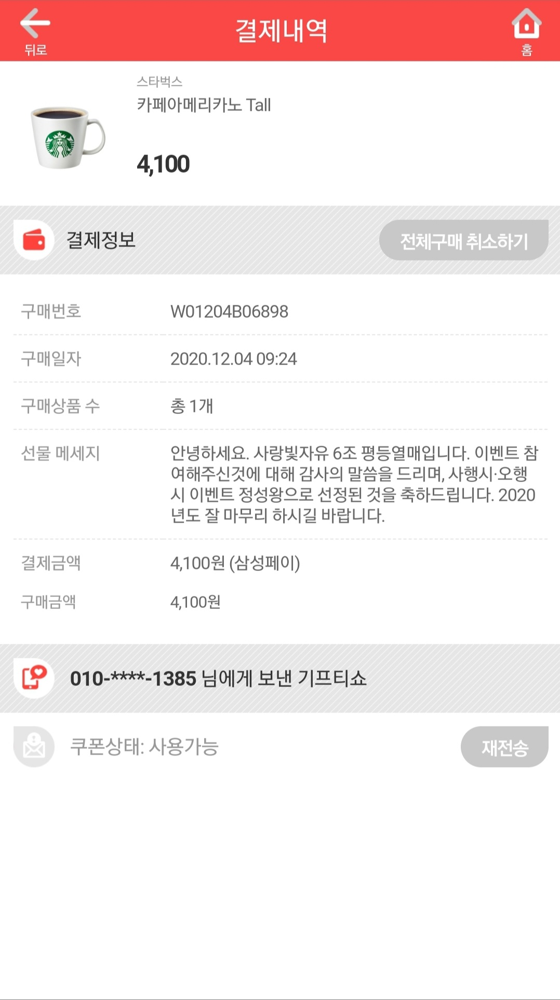 결제내역
뒤로
홈
스타벅스
카페아메리카노 Tall
4,100
결제정보
전체구매 취소하기
구매번호 W01204B06898
구매일자 2020.12.04 09:24
구매상품 수 총 1개
선물 메세지 안녕하세요. 사랑빛자유 6조 평등열매입니다. 이벤트 참
여해주신것에 대해 감사의 말씀을 드리며, 사행시·오행
시 이벤트 정성왕으로 선정된 것을 축하드립니다. 2020
년도 잘 마무리 하시길 바랍니다.
결제금액 4,100원 (삼성페이)
구매금액 4,100원
010-****-1385 님에게 보낸 기프티쇼
쿠폰상태: 사용가능
재전송